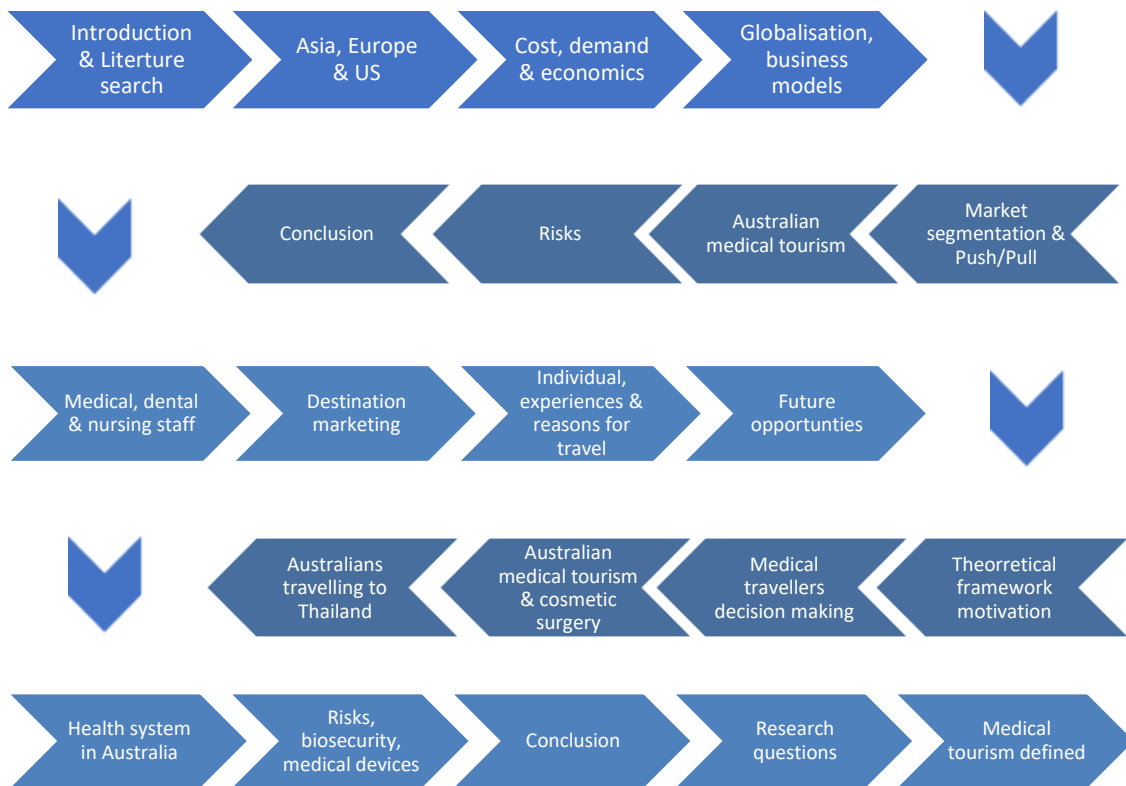 Introduction
& Literture
search
Asia, Europe
& US
Cost, demand
& economics
Globalisation,
business
models
Market
segmentation &
Push/Pull
Australian
medical tourism
Risks
Conclusion
Medical, dental
& nursing staff
Destination
marketing
Individual,
experiences &
reasons for
travel
Future
opportunties
Theorretical
framework
motivation
Medical
travellers
decision making
Australian
medical tourism
& cosmetic
surgery
Australians
travelling to
Thailand
Health system
in Australia
Risks,
biosecurity,
medical devices
Conclusion
Research
questions
Medical
tourism defined